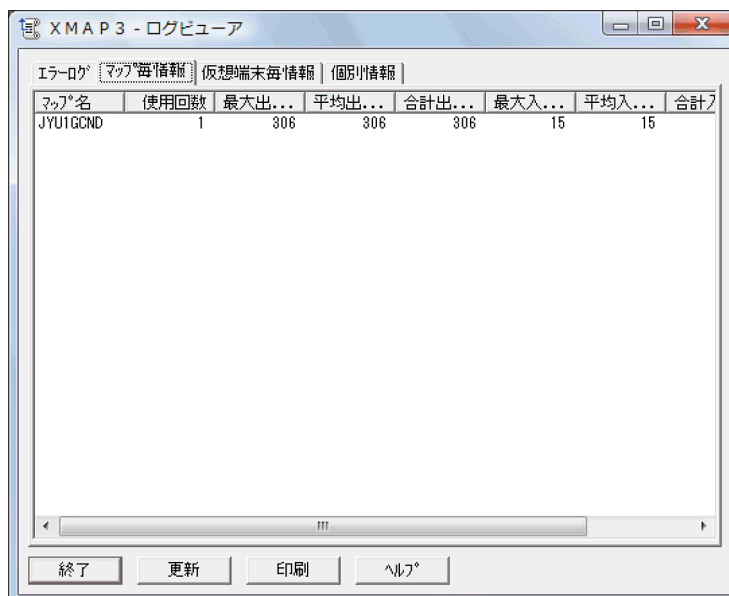 ＸＭＡＰ３ - ログビューア
ｴﾗｰﾛｸﾞ ﾏｯﾌﾟ毎情報 仮想端末毎情報 個別情報
ﾏｯﾌﾟ名 使用回数 最大出... 平均出... 合計出... 最大入... 平均入... 合計入
JYU1GCND 1 306 306 306 15 15
終了 更新 印刷 ﾍﾙﾌﾟ